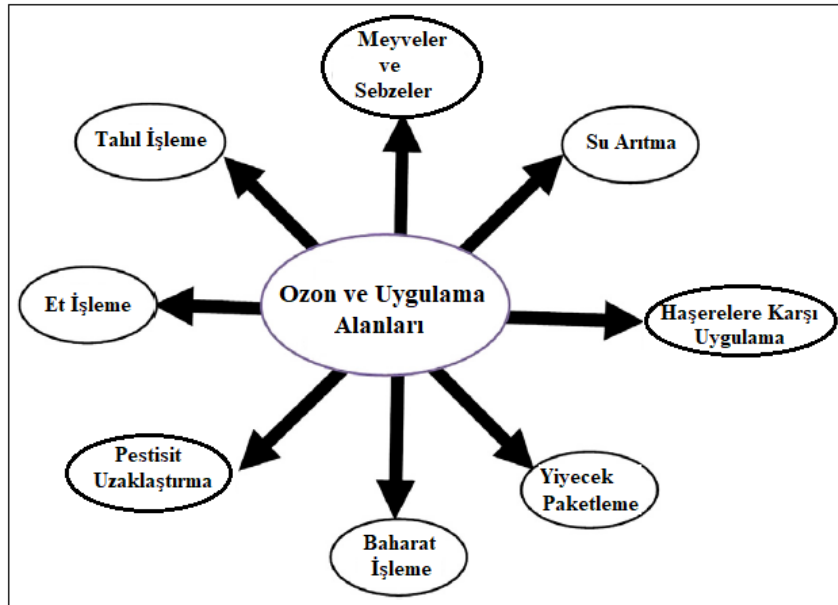 Meyveler
ve
Sebzeler
Tahıl İşleme
Su Arıtma
Et İşleme
Ozon ve Uygulama
Alanları
Haşerelere Karşı
Uygulama
Pestisit
Uzaklaştırma
Yiyecek
Paketleme
Baharat
İşleme